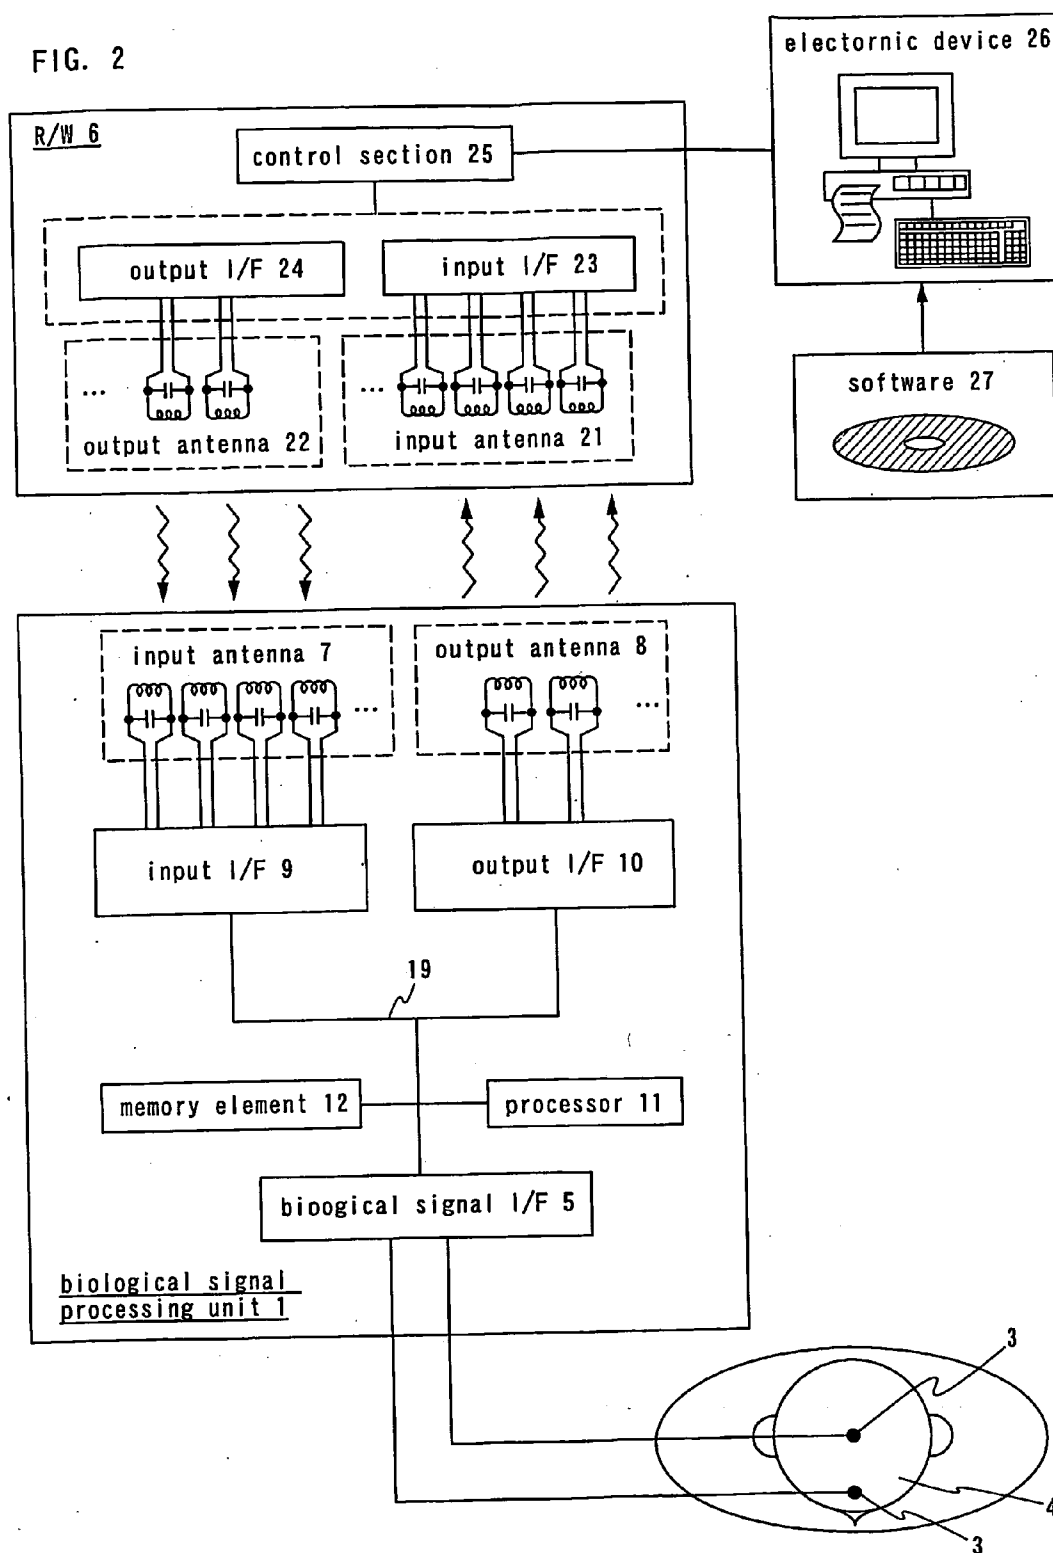 FIG. 2
electornic device 26
R/W 6
control section 25
output I/F 24
input I/F 23
software 27
...
...
output antenna 22
input antenna 21
input antenna 7
output antenna 8
...
...
input I/F 9
output I/F 10
19
memory element 12
processor 11
bioogical signal I/F 5
biological signal
processing unit 1
3
4
3